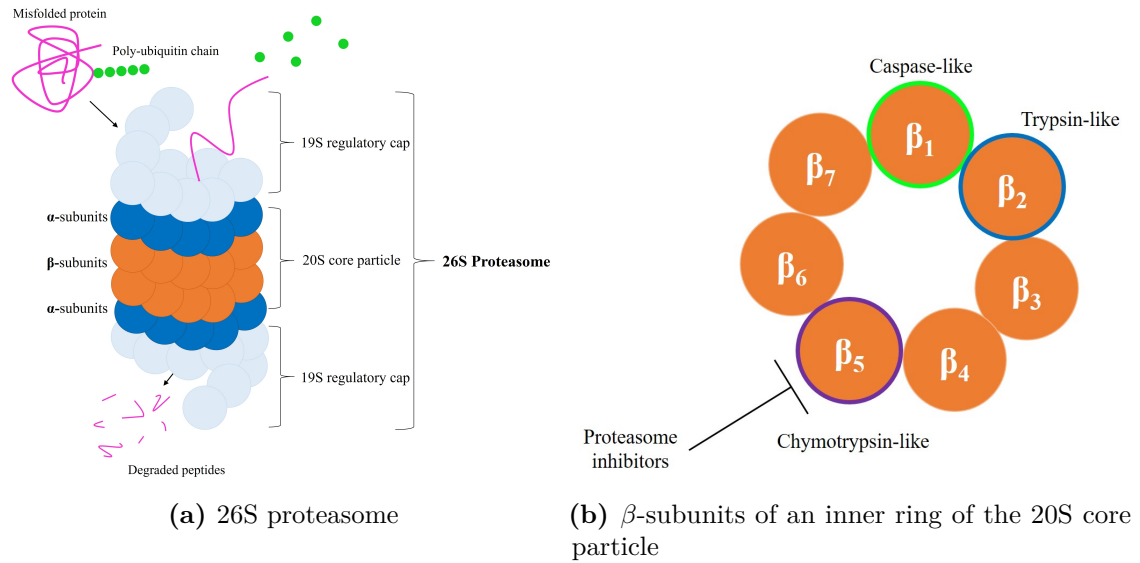 Misfolded protein
Poly-ubiquitin chain
19S regulatory cap
α-subunits
β-subunits
20S core particle
26S Proteasome
α-subunits
19S regulatory cap
Degraded peptides
(a) 26S proteasome
Caspase-like
Trypsin-like
β₁
β₂
β₃
β₄
β₅
β₆
β₇
Proteasome
inhibitors
Chymotrypsin-like
(b) β-subunits of an inner ring of the 20S core
particle